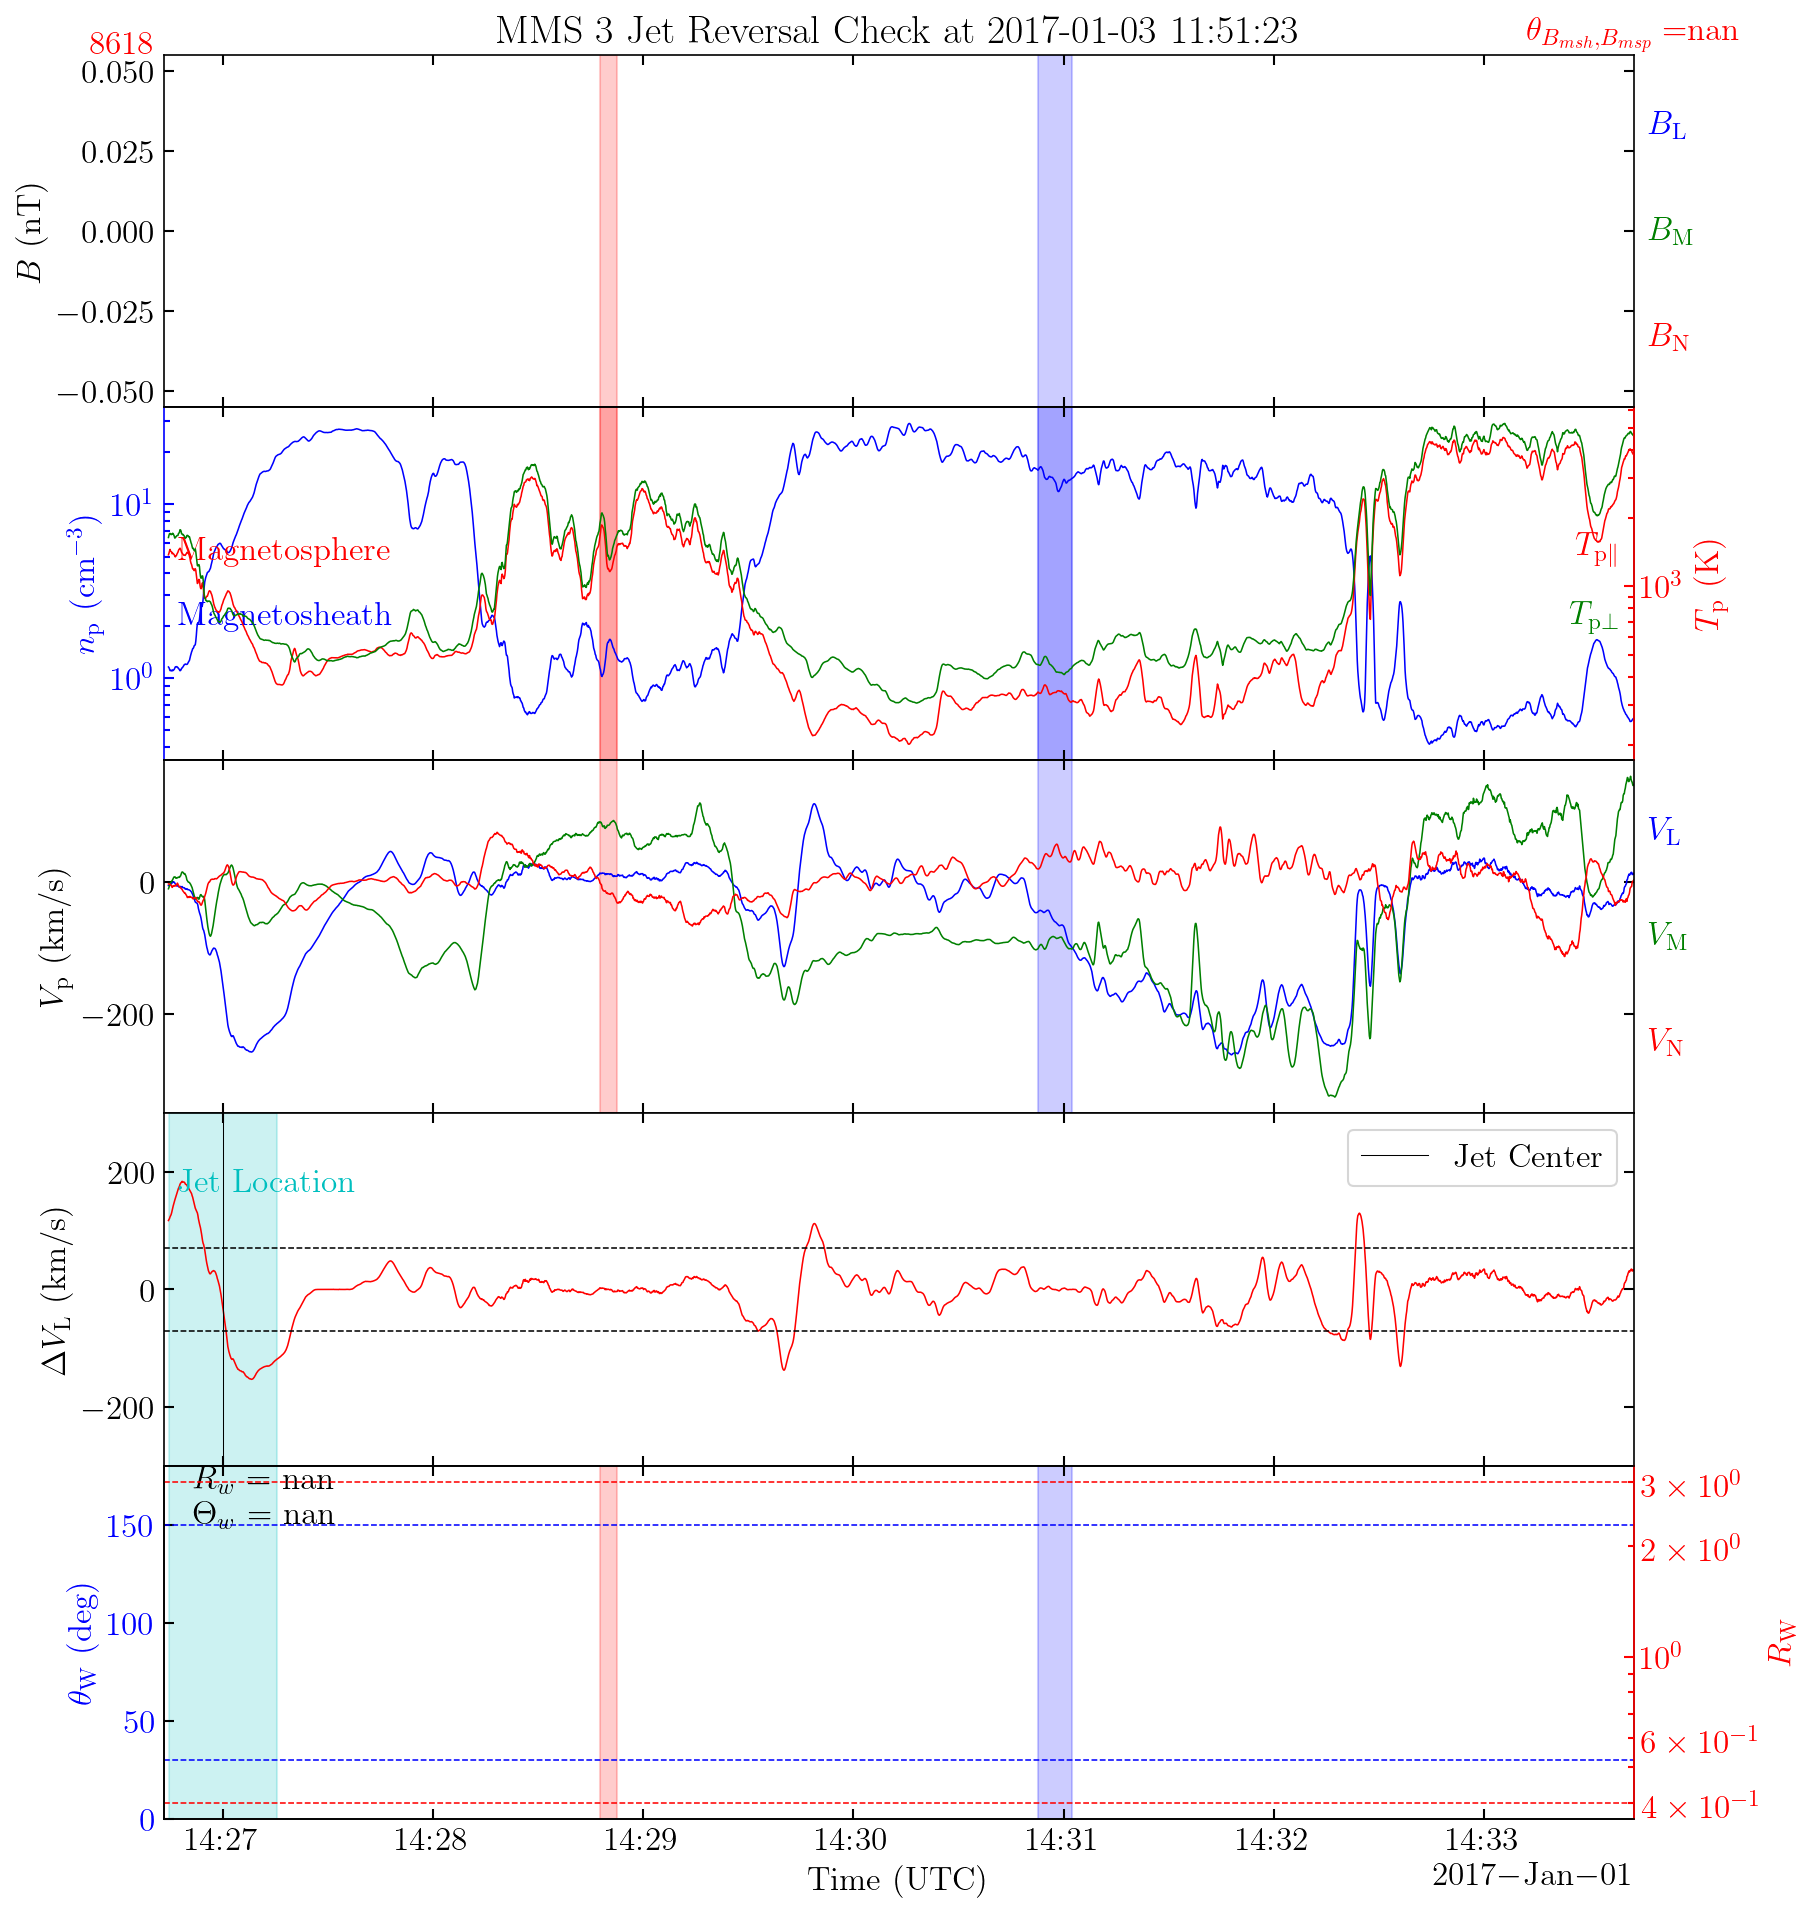 MMS 3 Jet Reversal Check at 2017-01-03 11:51:23
θ_{B_{msh},B_{msp}} =nan
8618
0.050
0.025
0.000
−0.025
−0.050
B (nT)
B_L
B_M
B_N
10^1
10^0
n_p (cm^{−3})
Magnetosphere
Magnetosheath
T_{p∥}
T_{p⊥}
10^3
T_p (K)
0
−200
V_p (km/s)
V_L
V_M
V_N
200
0
−200
ΔV_L (km/s)
Jet Location
Jet Center
R_w = nan
Θ_w = nan
150
100
50
0
θ_W (deg)
3 × 10^0
2 × 10^0
10^0
6 × 10^{−1}
4 × 10^{−1}
R_W
14:27 14:28 14:29 14:30 14:31 14:32 14:33
Time (UTC)
2017−Jan−01